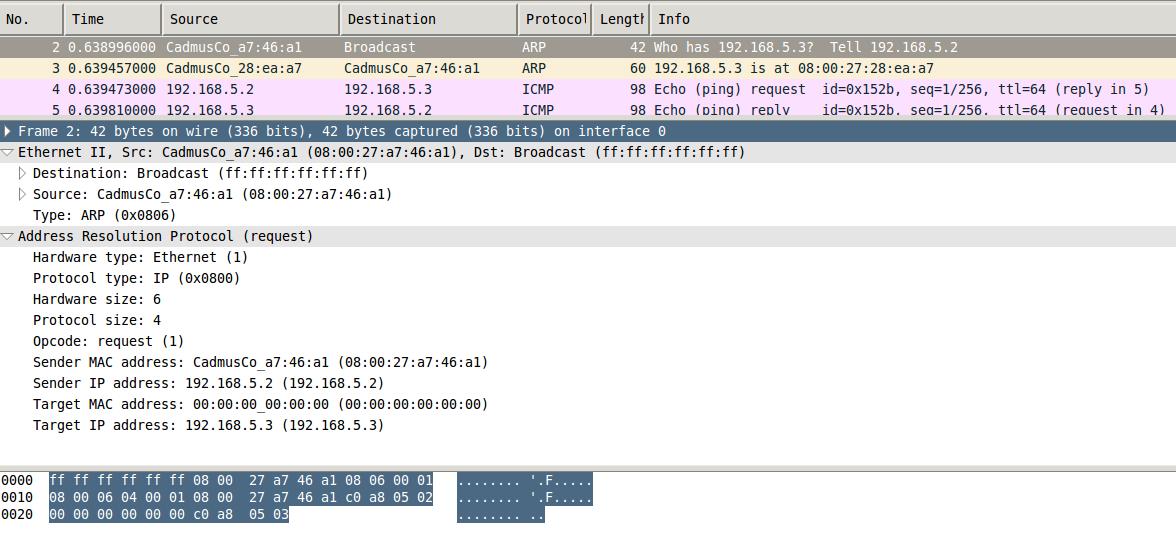 No. Time Source Destination Protocol Length Info
2 0.638996000 CadmusCo_a7:46:a1 Broadcast ARP 42 Who has 192.168.5.3? Tell 192.168.5.2
3 0.639457000 CadmusCo_28:ea:a7 CadmusCo_a7:46:a1 ARP 60 192.168.5.3 is at 08:00:27:28:ea:a7
4 0.639473000 192.168.5.2 192.168.5.3 ICMP 98 Echo (ping) request id=0x152b, seq=1/256, ttl=64 (reply in 5)
5 0.639810000 192.168.5.3 192.168.5.2 ICMP 98 Echo (ping) reply id=0x152b, seq=1/256, ttl=64 (request in 4)
Frame 2: 42 bytes on wire (336 bits), 42 bytes captured (336 bits) on interface 0
Ethernet II, Src: CadmusCo_a7:46:a1 (08:00:27:a7:46:a1), Dst: Broadcast (ff:ff:ff:ff:ff:ff)
Destination: Broadcast (ff:ff:ff:ff:ff:ff)
Source: CadmusCo_a7:46:a1 (08:00:27:a7:46:a1)
Type: ARP (0x0806)
Address Resolution Protocol (request)
Hardware type: Ethernet (1)
Protocol type: IP (0x0800)
Hardware size: 6
Protocol size: 4
Opcode: request (1)
Sender MAC address: CadmusCo_a7:46:a1 (08:00:27:a7:46:a1)
Sender IP address: 192.168.5.2 (192.168.5.2)
Target MAC address: 00:00:00_00:00:00 (00:00:00:00:00:00)
Target IP address: 192.168.5.3 (192.168.5.3)
0000 ff ff ff ff ff ff 08 00 27 a7 46 a1 08 06 00 01 ........ '.F.....
0010 08 00 06 04 00 01 08 00 27 a7 46 a1 c0 a8 05 02 ........ '.F.....
0020 00 00 00 00 00 00 c0 a8 05 03 ........ ..